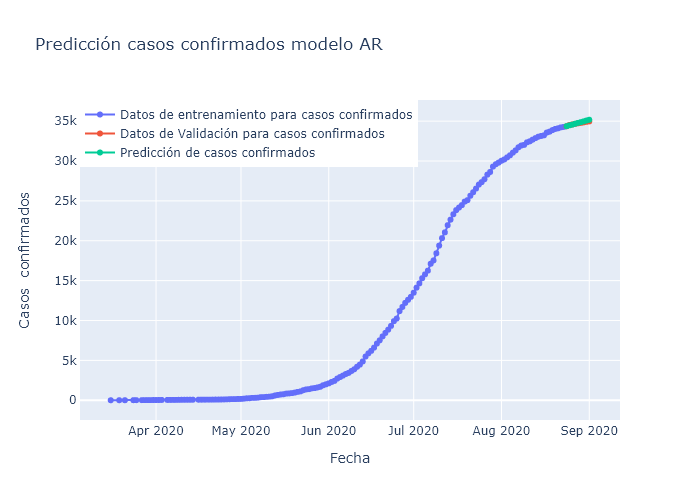 Predicción casos confirmados modelo AR
Datos de entrenamiento para casos confirmados
Datos de Validación para casos confirmados
Predicción de casos confirmados
35k
30k
25k
20k
15k
10k
5k
0
Casos confirmados
Apr 2020 May 2020 Jun 2020 Jul 2020 Aug 2020 Sep 2020
Fecha